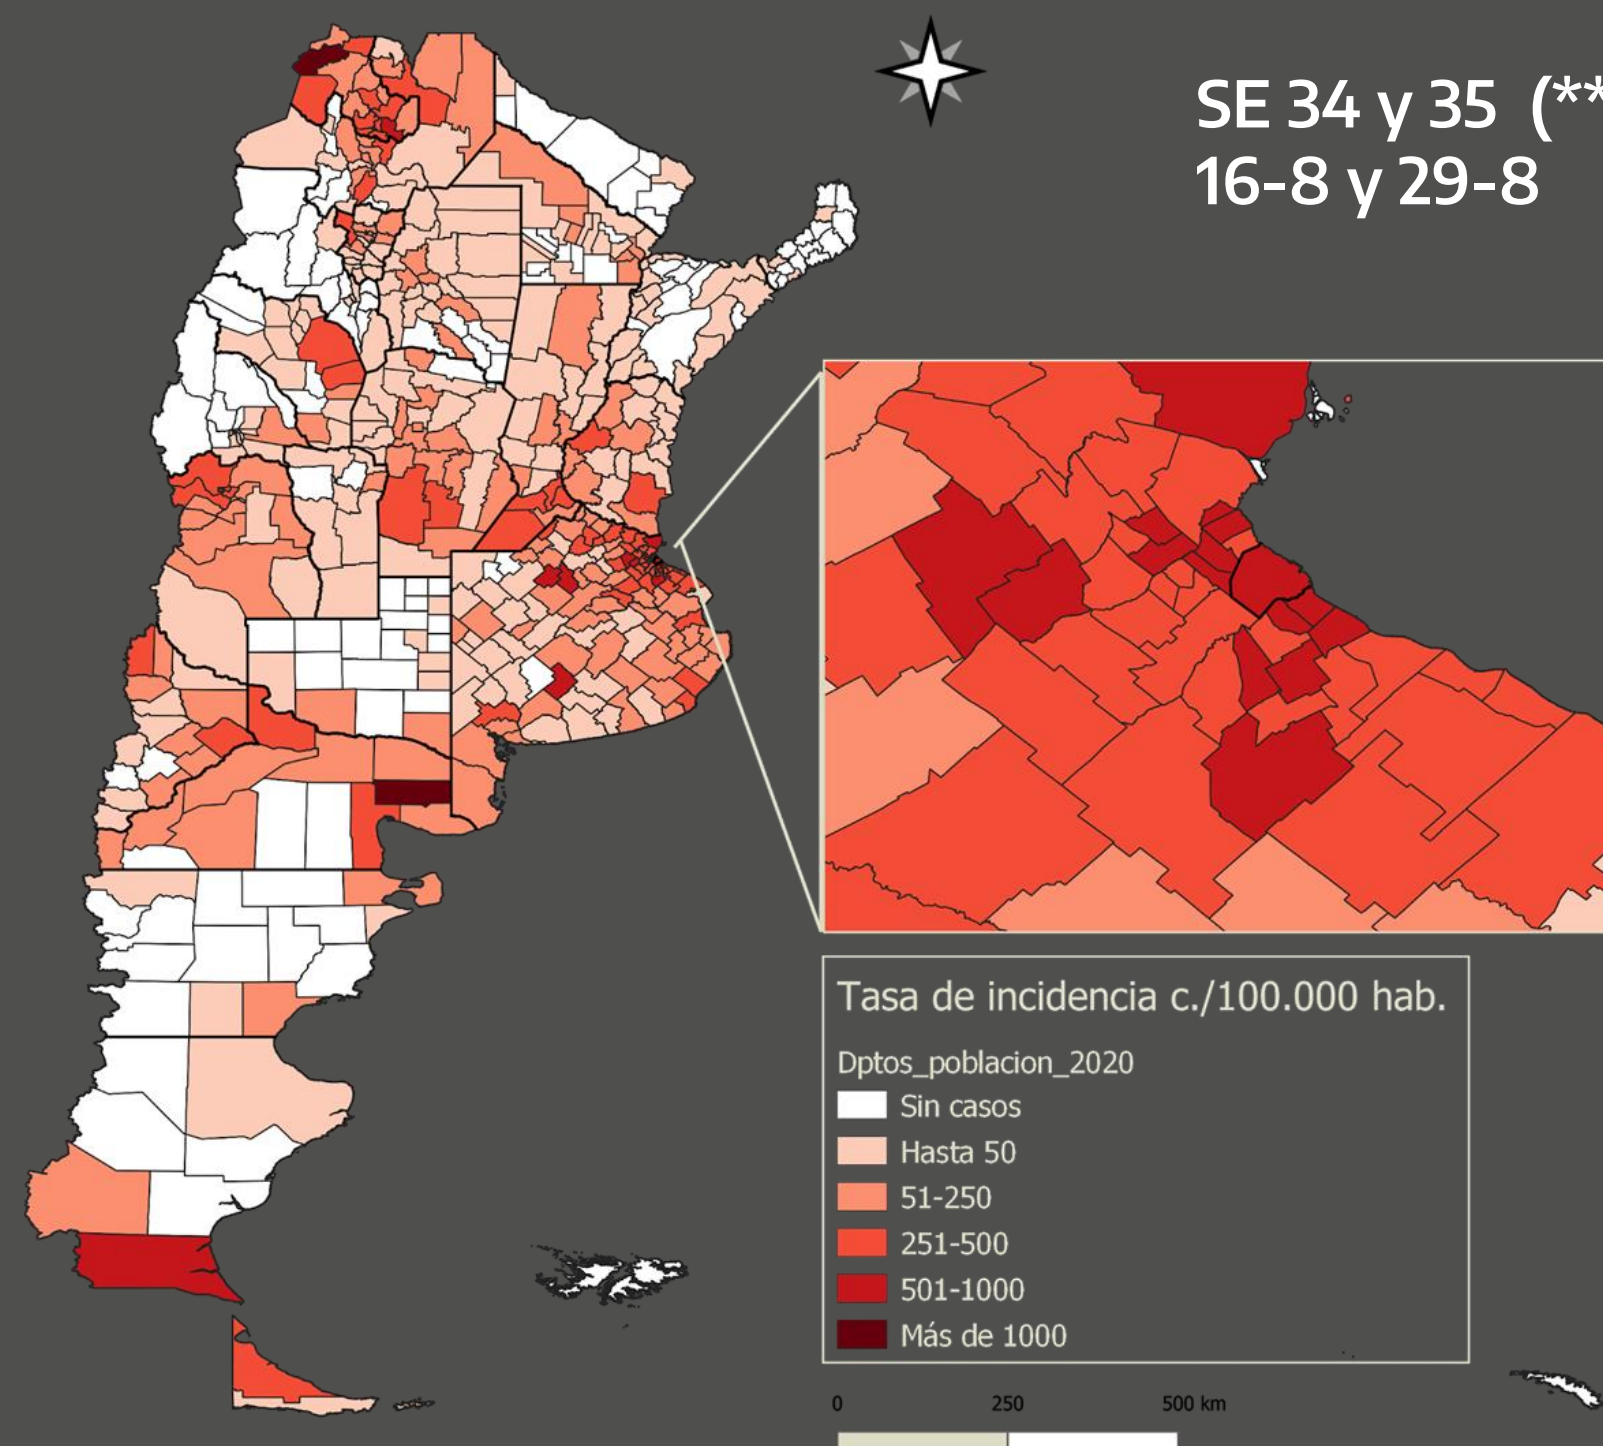 SE 34 y 35 (**
16-8 y 29-8
Tasa de incidencia c./100.000 hab.
Dptos_poblacion_2020
Sin casos
Hasta 50
51-250
251-500
501-1000
Más de 1000
0 250 500 km